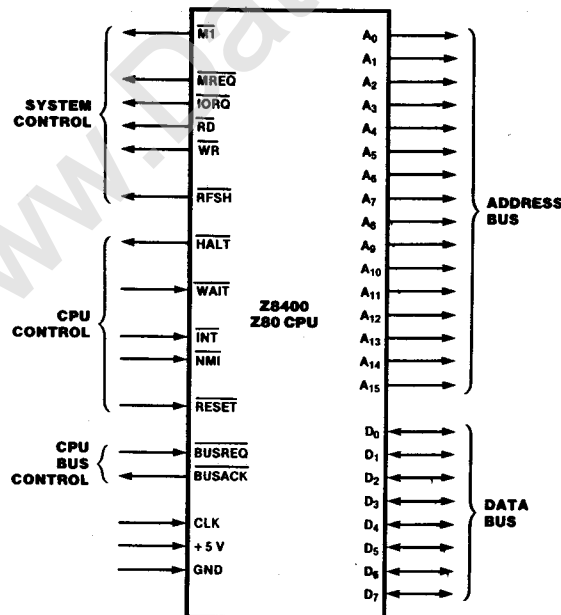 M1
MREQ
IORQ
RD
WR
RFSH
SYSTEM
CONTROL
HALT
WAIT
INT
NMI
RESET
CPU
CONTROL
BUSREQ
BUSACK
CPU
BUS
CONTROL
CLK
+5 V
GND
Z8400
Z80 CPU
A0
A1
A2
A3
A4
A5
A6
A7
A8
A9
A10
A11
A12
A13
A14
A15
ADDRESS
BUS
D0
D1
D2
D3
D4
D5
D6
D7
DATA
BUS
www.Dat